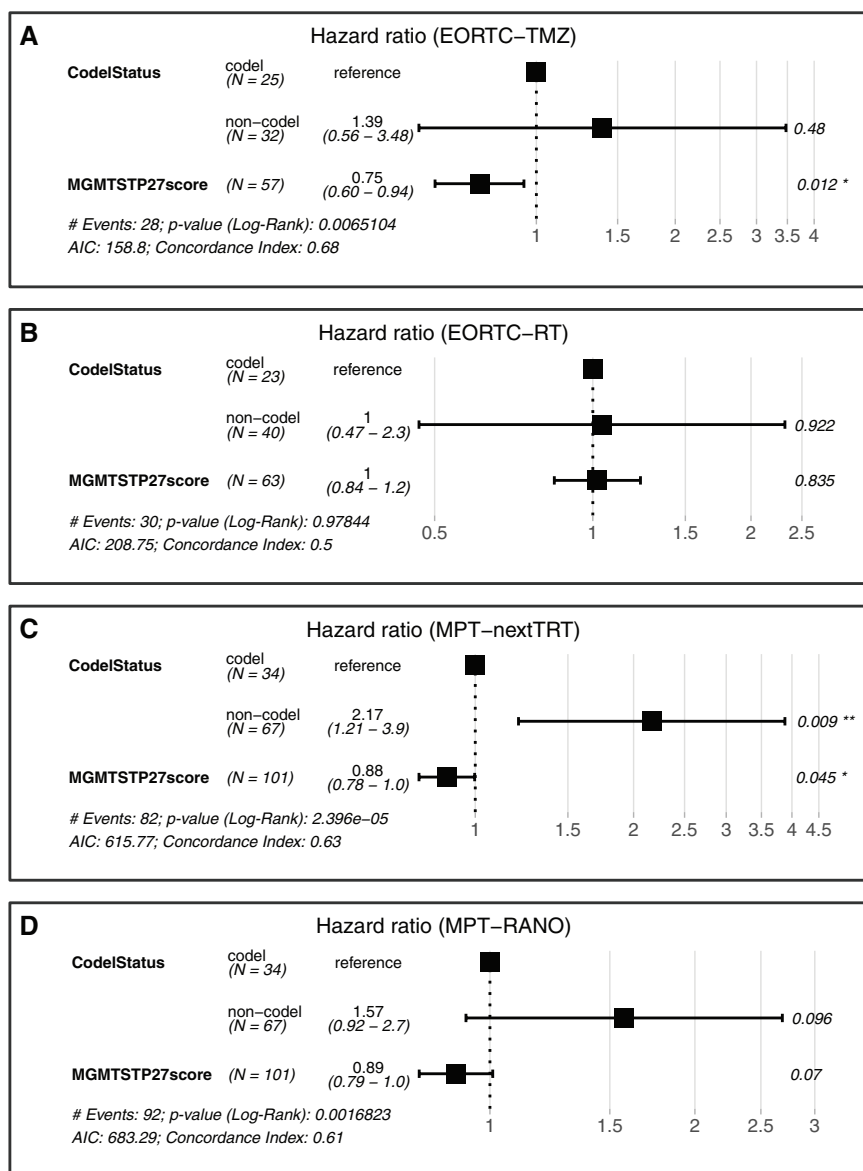 A
Hazard ratio (EORTC−TMZ)
CodelStatus codel reference
(N = 25)
non−codel 1.39 0.48
(N = 32) (0.56 − 3.48)
MGMTSTP27score (N = 57) 0.75 0.012 *
(0.60 − 0.94)
# Events: 28; p-value (Log-Rank): 0.0065104
AIC: 158.8; Concordance Index: 0.68
1 1.5 2 2.5 3 3.5 4
B
Hazard ratio (EORTC−RT)
CodelStatus codel reference
(N = 23)
non−codel 1 0.922
(N = 40) (0.47 − 2.3)
MGMTSTP27score (N = 63) 1 0.835
(0.84 − 1.2)
# Events: 30; p-value (Log-Rank): 0.97844
AIC: 208.75; Concordance Index: 0.5
0.5 1 1.5 2 2.5
C
Hazard ratio (MPT−nextTRT)
CodelStatus codel reference
(N = 34)
non−codel 2.17 0.009 **
(N = 67) (1.21 − 3.9)
MGMTSTP27score (N = 101) 0.88 0.045 *
(0.78 − 1.0)
# Events: 82; p-value (Log-Rank): 2.396e−05
AIC: 615.77; Concordance Index: 0.63
1 1.5 2 2.5 3 3.5 4 4.5
D
Hazard ratio (MPT−RANO)
CodelStatus codel reference
(N = 34)
non−codel 1.57 0.096
(N = 67) (0.92 − 2.7)
MGMTSTP27score (N = 101) 0.89 0.07
(0.79 − 1.0)
# Events: 92; p-value (Log-Rank): 0.0016823
AIC: 683.29; Concordance Index: 0.61
1 1.5 2 2.5 3